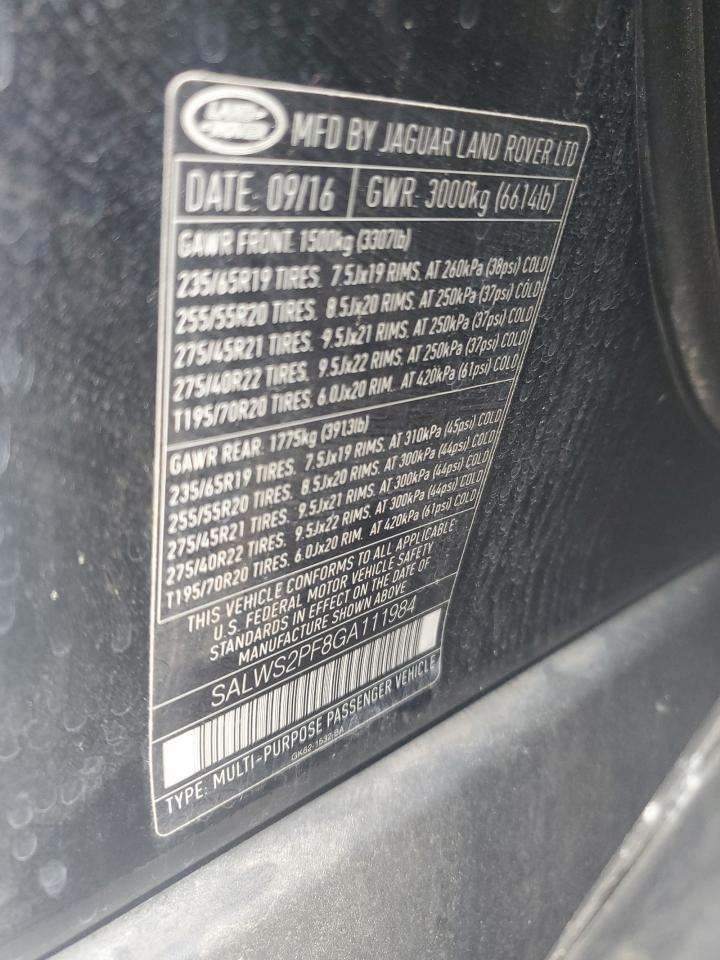 LAND ROVER
MFD BY JAGUAR LAND ROVER LTD
DATE: 09/16 GWR: 3000kg (6614lb)
GAWR FRONT: 1500kg (3307lb)
235/65R19 TIRES. 7.5Jx19 RIMS. AT 260kPa (38psi) COLD
255/55R20 TIRES. 8.5Jx20 RIMS. AT 250kPa (37psi) COLD
275/45R21 TIRES. 9.5Jx21 RIMS. AT 250kPa (37psi) COLD
275/40R22 TIRES. 9.5Jx22 RIMS. AT 250kPa (37psi) COLD
T195/70R20 TIRES. 6.0Jx20 RIM. AT 420kPa (61psi) COLD
GAWR REAR: 1775kg (3913lb)
235/65R19 TIRES. 7.5Jx19 RIMS. AT 310kPa (45psi) COLD
255/55R20 TIRES. 8.5Jx20 RIMS. AT 300kPa (44psi) COLD
275/45R21 TIRES. 9.5Jx21 RIMS. AT 300kPa (44psi) COLD
275/40R22 TIRES. 9.5Jx22 RIMS. AT 300kPa (44psi) COLD
T195/70R20 TIRES. 6.0Jx20 RIM. AT 420kPa (61psi) COLD
THIS VEHICLE CONFORMS TO ALL APPLICABLE
U.S. FEDERAL MOTOR VEHICLE SAFETY
STANDARDS IN EFFECT ON THE DATE OF
MANUFACTURE SHOWN ABOVE
SALWS2PF8GA111984
TYPE: MULTI-PURPOSE PASSENGER VEHICLE